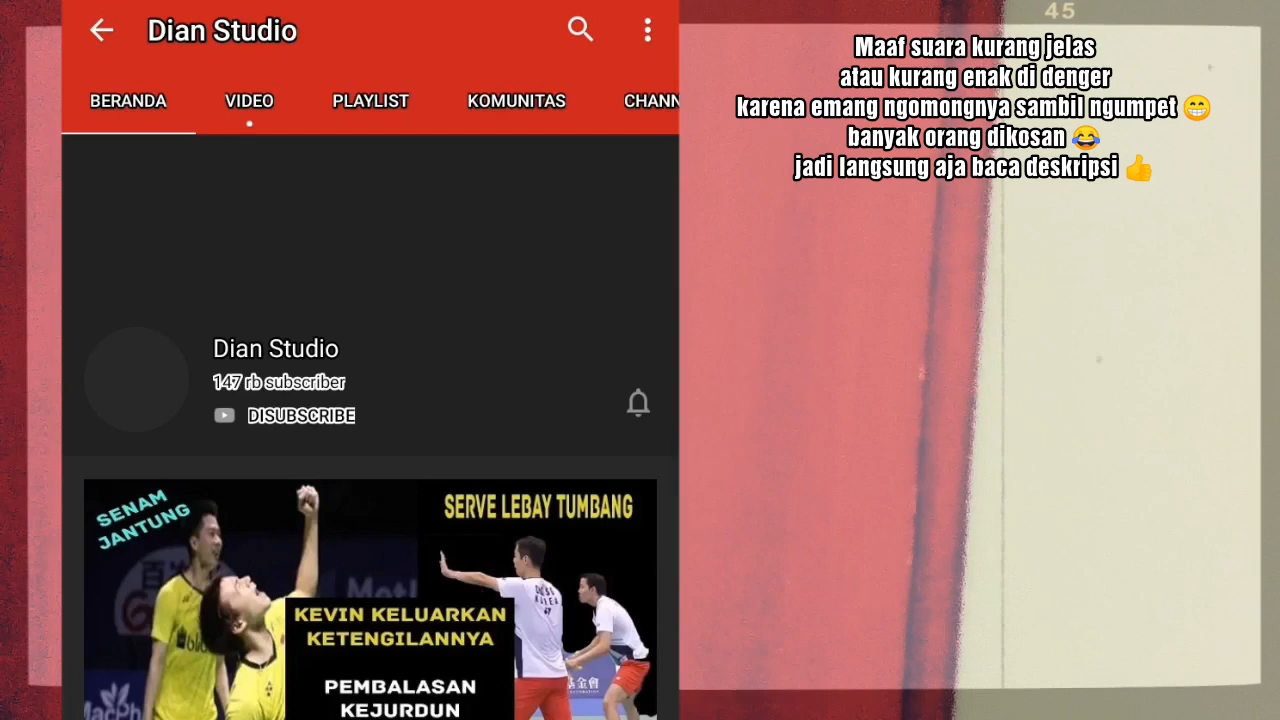 Dian Studio
BERANDA VIDEO PLAYLIST KOMUNITAS CHANN
Dian Studio
147 rb subscriber
DISUBSCRIBE
SENAM
JANTUNG
SERVE LEBAY TUMBANG
KEVIN KELUARKAN
KETENGILANNYA
PEMBALASAN
KEJURDUN
45
Maaf suara kurang jelas
atau kurang enak di denger
karena emang ngomongnya sambil ngumpet 😁
banyak orang dikosan 😂
jadi langsung aja baca deskripsi 👍